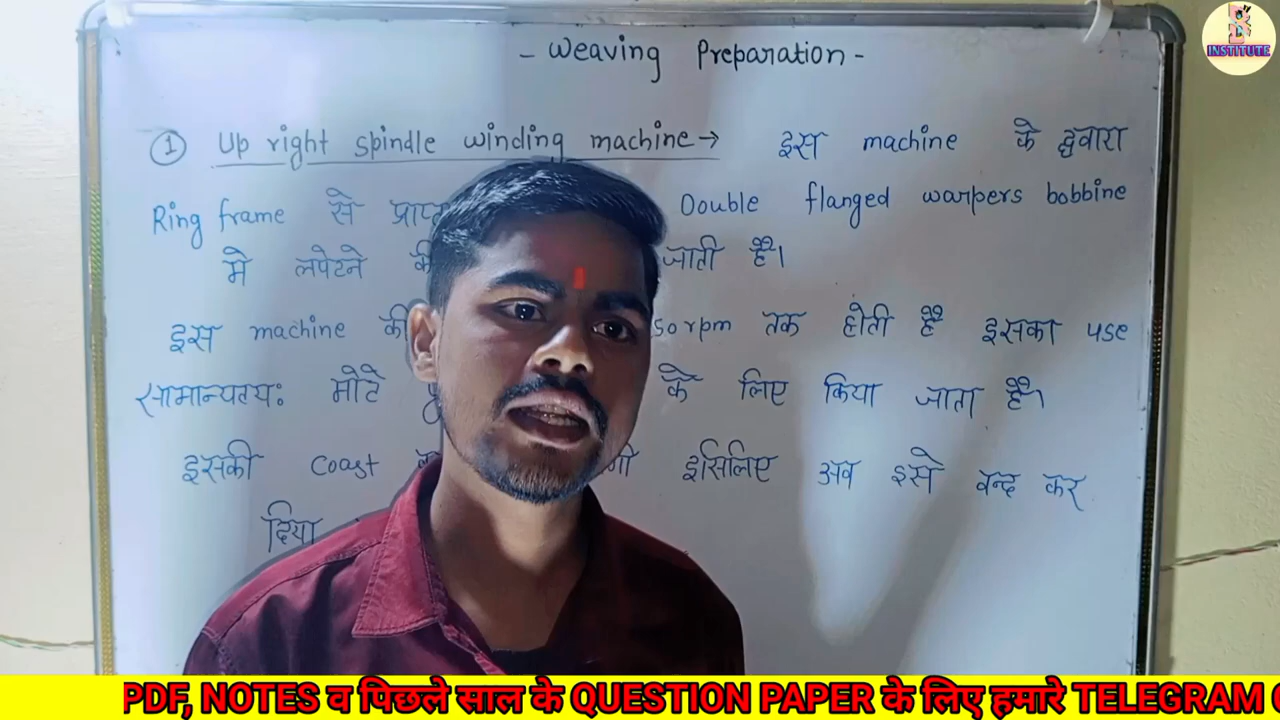 - Weaving Preparation -
INSTITUTE
① Up right spindle winding machine → इस machine के द्वारा
Ring frame से प्राप्त Double flanged warpers bobbine
मे लपेटने की जाती है।
इस machine की 50 rpm तक होती है इसका use
सामान्यतयः मोटे के लिए किया जाता है।
इसकी Coast इसिलिए अब इसे वन्द कर
दिया
PDF, NOTES व पिछले साल के QUESTION PAPER के लिए हमारे TELEGRAM